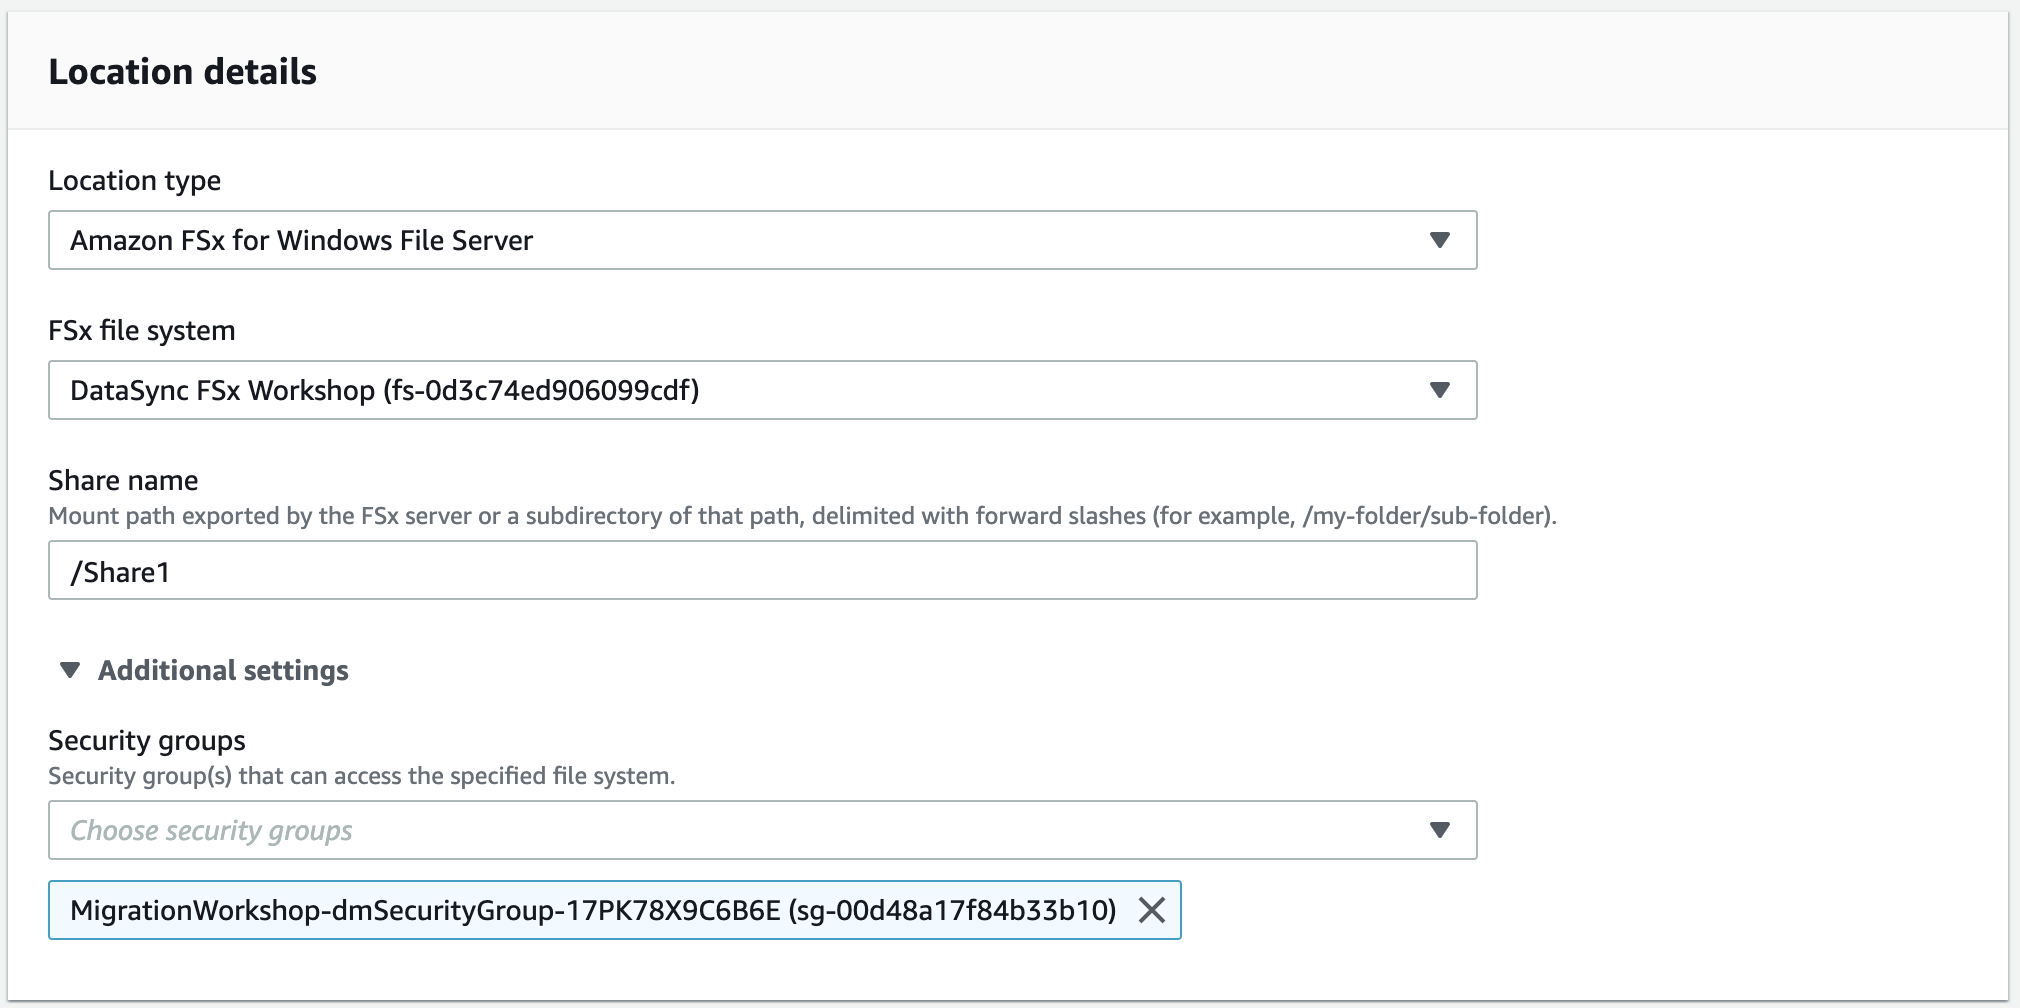 Location details
Location type
Amazon FSx for Windows File Server
FSx file system
DataSync FSx Workshop (fs-0d3c74ed906099cdf)
Share name
Mount path exported by the FSx server or a subdirectory of that path, delimited with forward slashes (for example, /my-folder/sub-folder).
/Share1
Additional settings
Security groups
Security group(s) that can access the specified file system.
Choose security groups
MigrationWorkshop-dmSecurityGroup-17PK78X9C6B6E (sg-00d48a17f84b33b10)